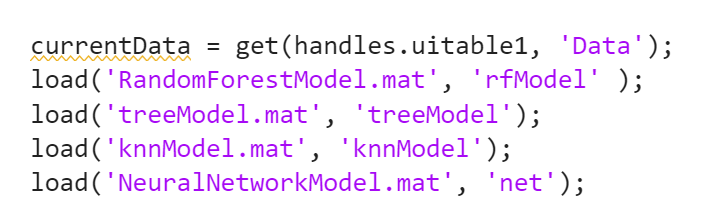 currentData = get(handles.uitable1, 'Data');
load('RandomForestModel.mat', 'rfModel' );
load('treeModel.mat', 'treeModel');
load('knnModel.mat', 'knnModel');
load('NeuralNetworkModel.mat', 'net');